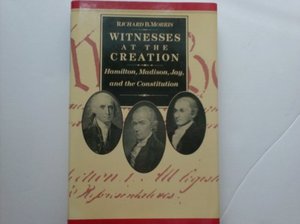 RICHARD B. MORRIS
WITNESSES
AT THE
CREATION
Hamilton, Madison, Jay,
and the Constitution